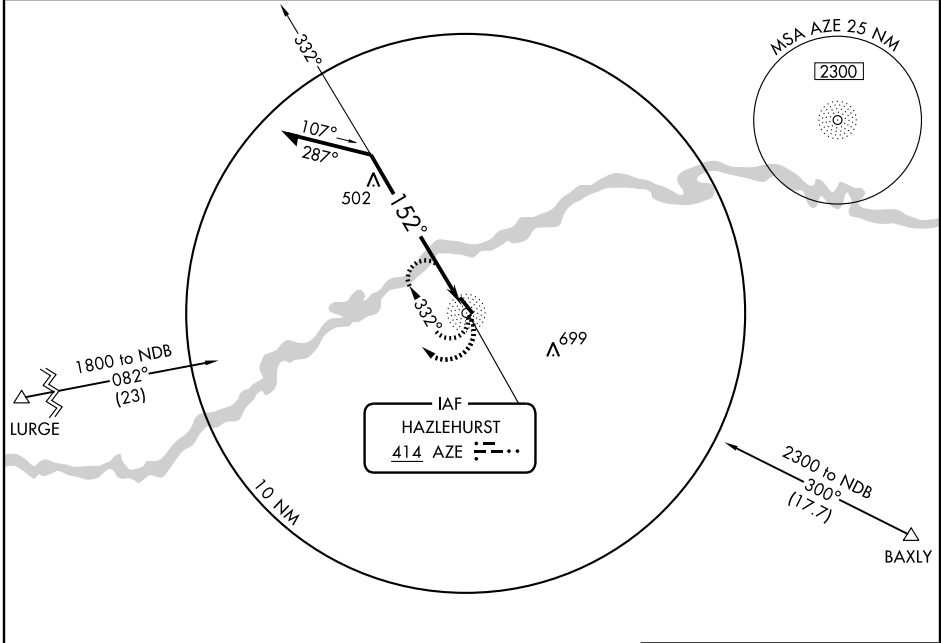 332°
MSA AZE 25 NM
2300
107°
287°
502
152°
332°
699
1800 to NDB
082°
(23)
LURGE
IAF
HAZLEHURST
414 AZE
2300 to NDB
300°
(17.7)
BAXLY
10 NM